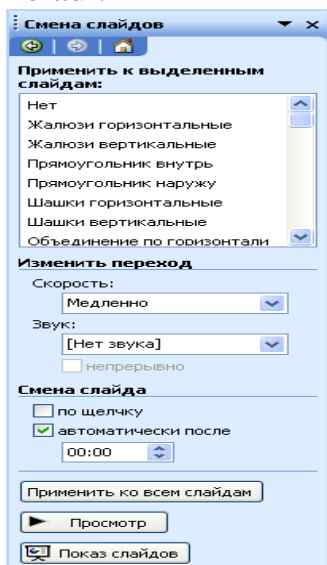 Смена слайдов
Применить к выделенным
слайдам:
Нет
Жалюзи горизонтальные
Жалюзи вертикальные
Прямоугольник внутрь
Прямоугольник наружу
Шашки горизонтальные
Шашки вертикальные
Объединение по горизонтали
Изменить переход
Скорость:
Медленно
Звук:
[Нет звука]
непрерывно
Смена слайда
по щелчку
автоматически после
00:00
Применить ко всем слайдам
Просмотр
Показ слайдов